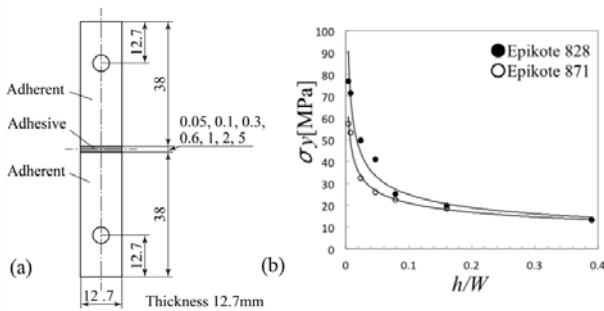 12.7
38
Adherent
Adhesive
0.05, 0.1, 0.3,
0.6, 1, 2, 5
Adherent
38
12.7
(a)
12.7
Thickness 12.7mm
100
90
80
70
60
50
40
30
20
10
0
σy[MPa]
Epikote 828
Epikote 871
0
0.1
0.2
0.3
0.4
(b)
h/W